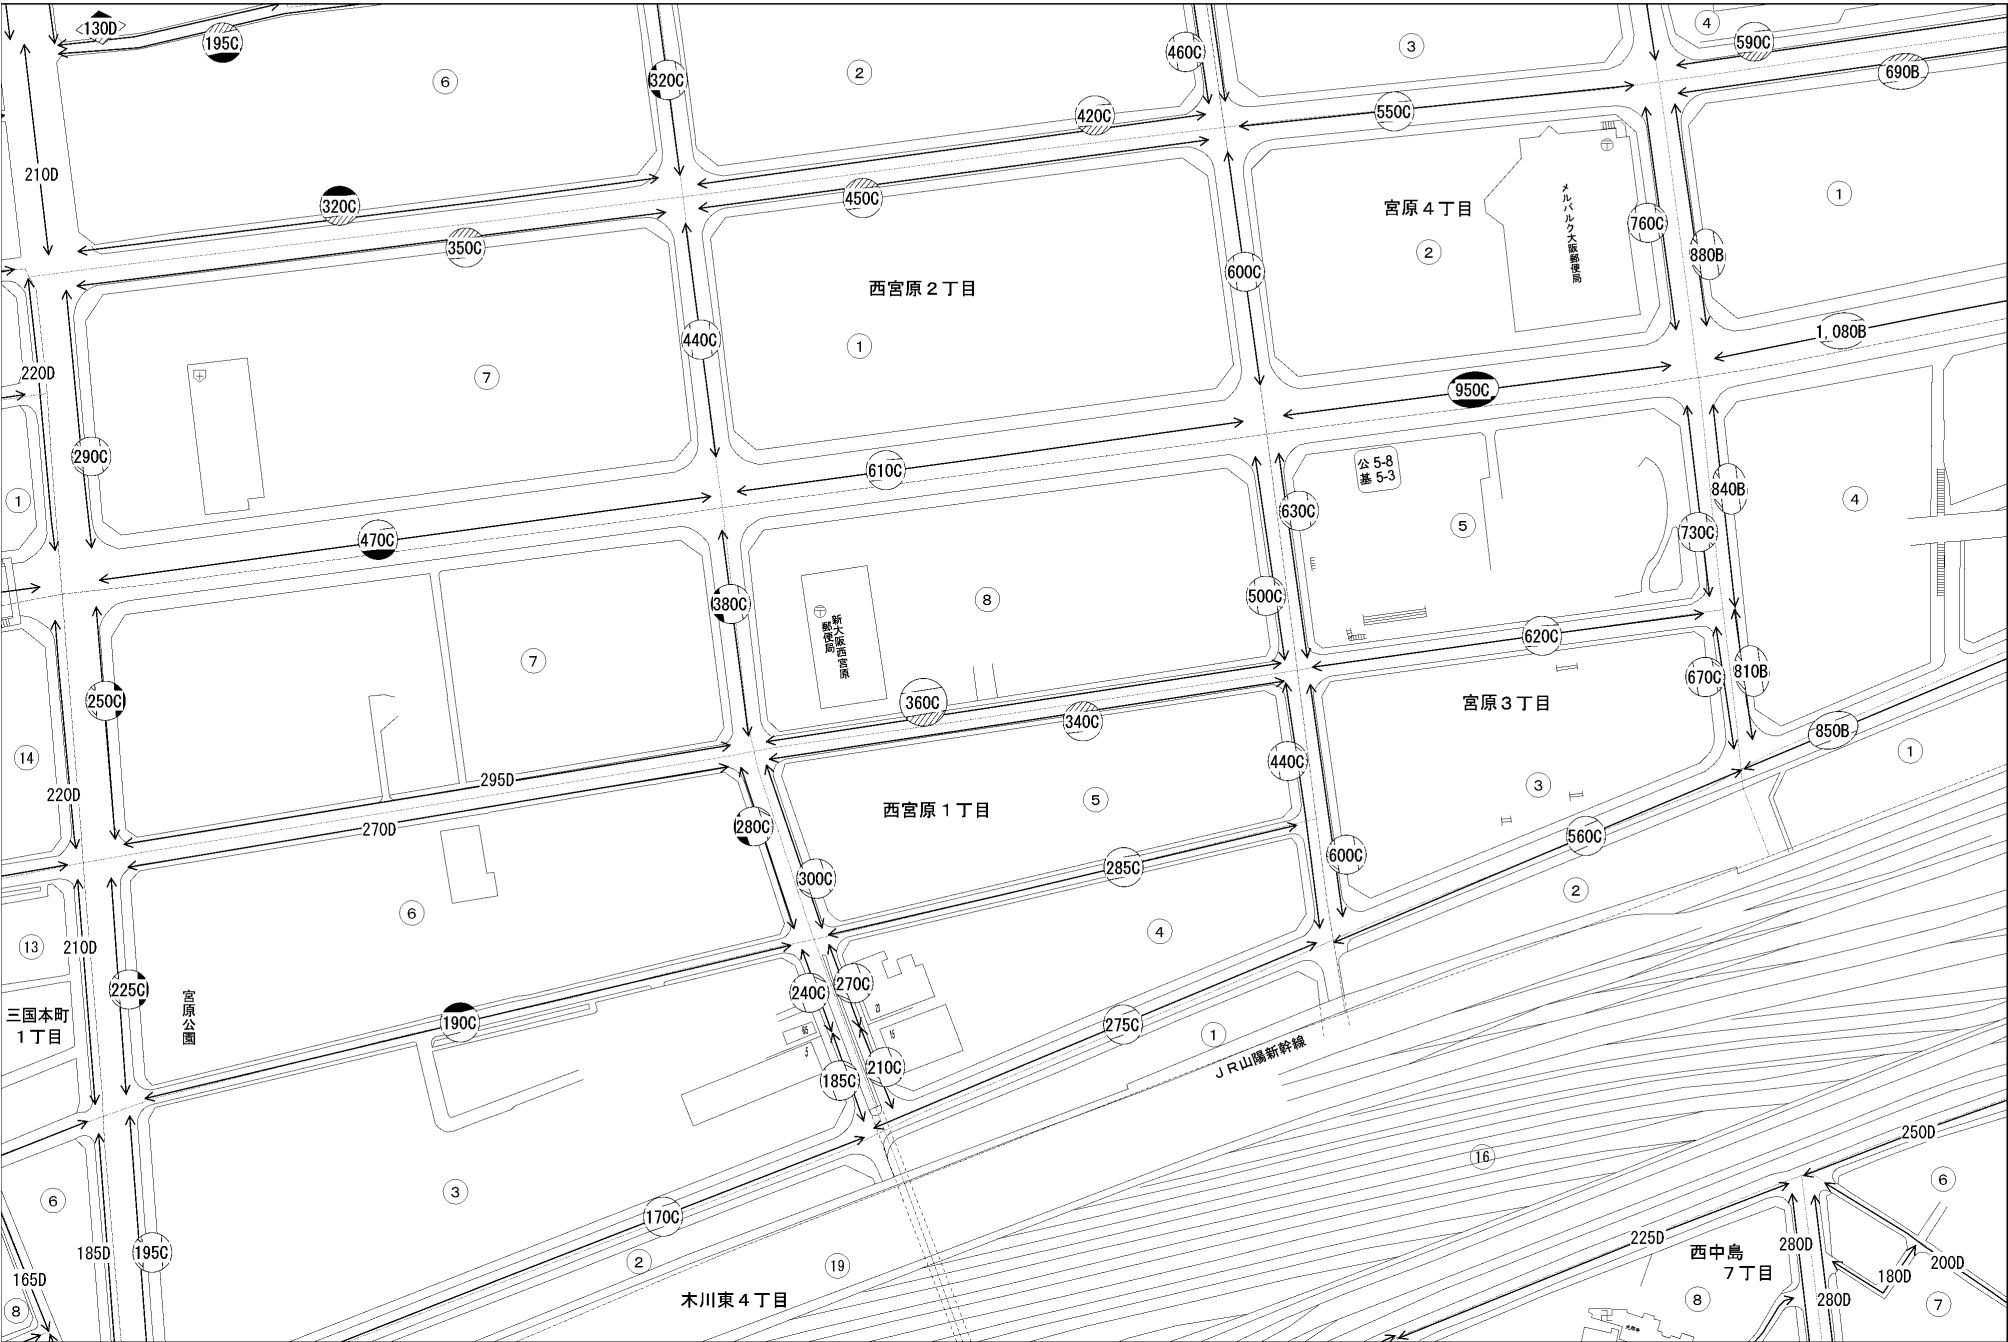 130D
195C
6
320C
2
460C
3
4
590C
690B
420C
550C
210D
320C
350C
450C
宮原4丁目
2
メルパルク大阪郵便局
760C
880B
1
600C
西宮原2丁目
1
440C
1,080B
220D
7
290C
950C
1
610C
公 5-8
基 5-3
630C
5
840B
4
730C
470C
380C
8
新大阪西宮原
郵便局
500C
620C
7
250C
360C
340C
宮原3丁目
670C
810B
850B
1
14
220D
295D
270D
280C
440C
西宮原1丁目
5
3
560C
600C
300C
285C
2
6
13
210D
4
225C
宮原公園
240C
270C
23
65
15
5
三国本町
1丁目
190C
275C
1
JR山陽新幹線
210C
185C
16
250D
6
3
6
170C
195C
185D
2
19
165D
8
木川東4丁目
225D
西中島
7丁目
280D
200D
180D
280D
8
7